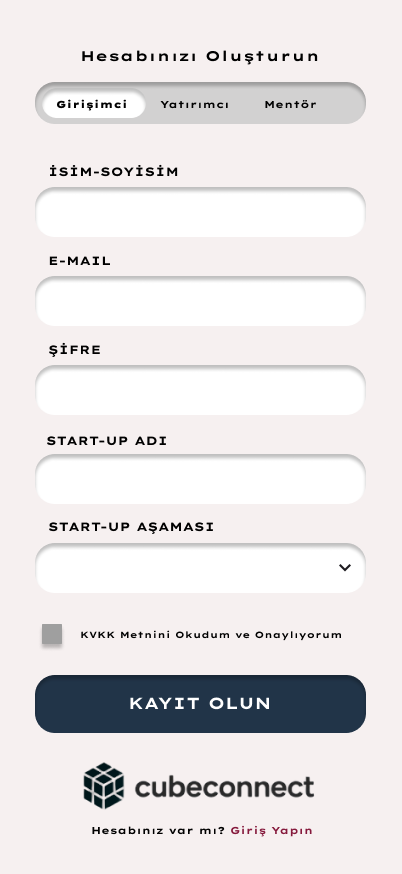 Hesabınızı Oluşturun
Girişimci Yatırımcı Mentör
İSİM-SOYİSİM
E-MAIL
ŞİFRE
START-UP ADI
START-UP AŞAMASI
KVKK Metnini Okudum ve Onaylıyorum
KAYIT OLUN
cubeconnect
Hesabınız var mı? Giriş Yapın